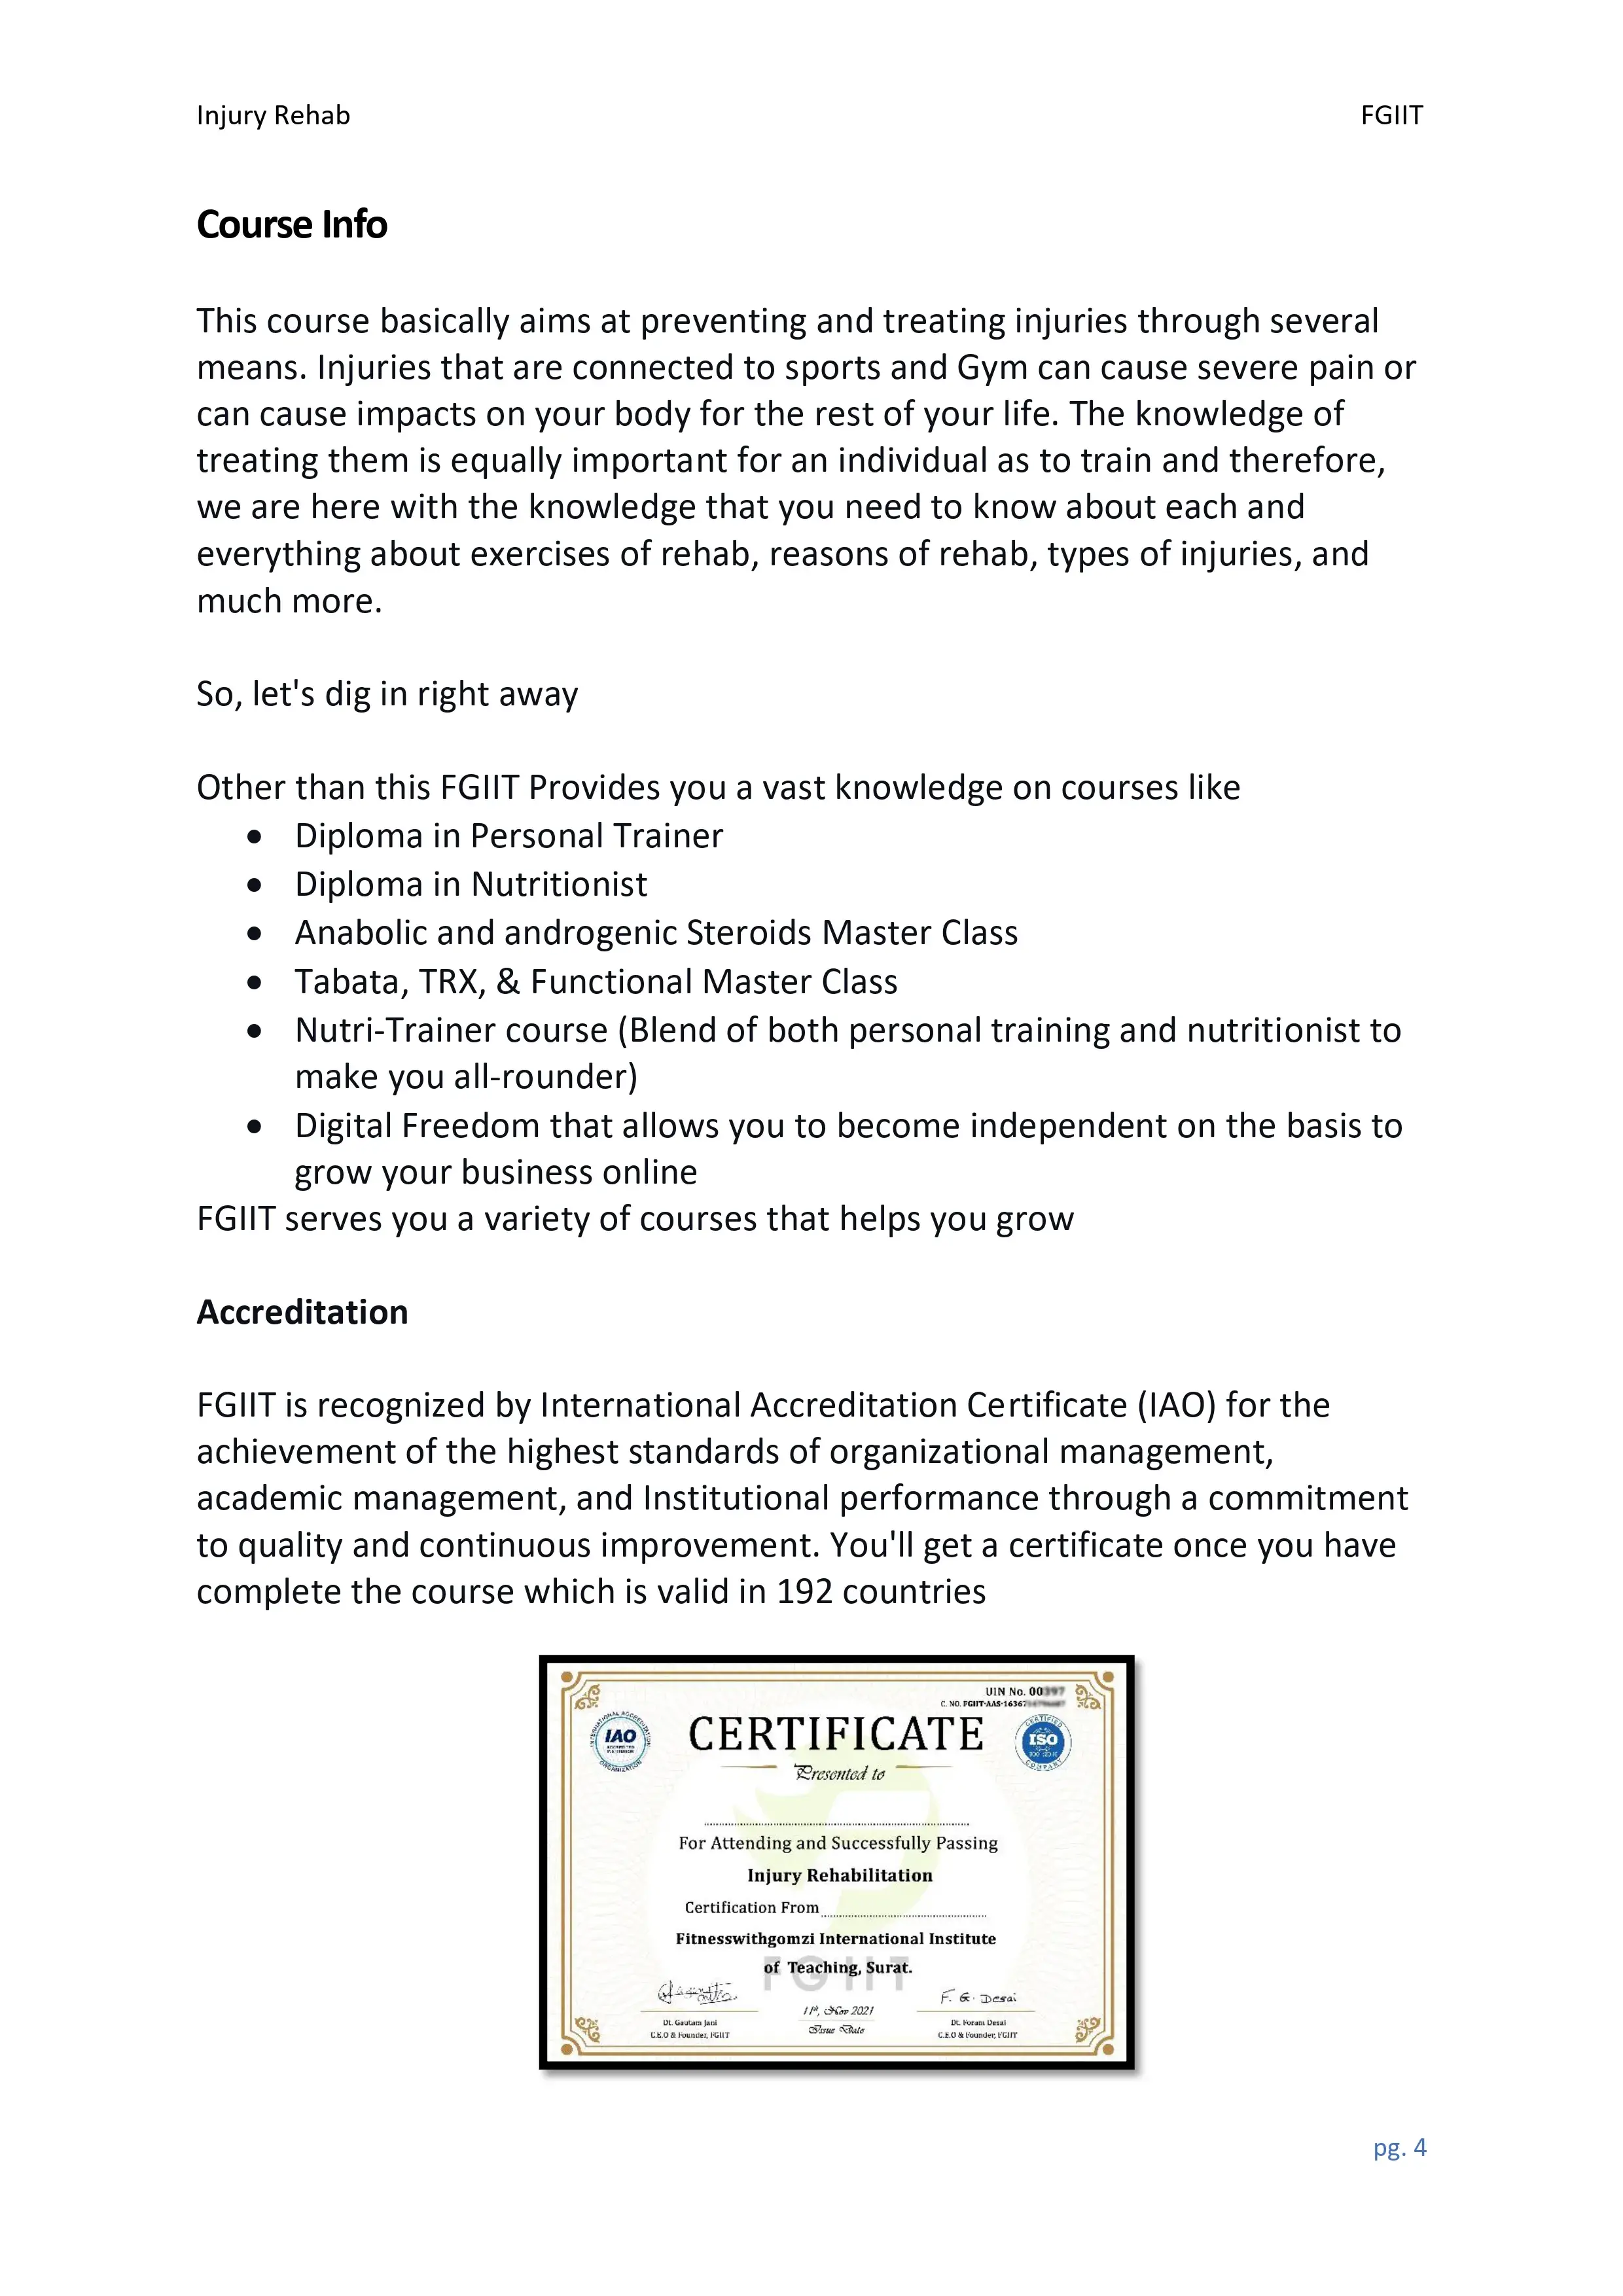 Injury Rehab FGIIT
Course Info
This course basically aims at preventing and treating injuries through several
means. Injuries that are connected to sports and Gym can cause severe pain or
can cause impacts on your body for the rest of your life. The knowledge of
treating them is equally important for an individual as to train and therefore,
we are here with the knowledge that you need to know about each and
everything about exercises of rehab, reasons of rehab, types of injuries, and
much more.
So, let's dig in right away
Other than this FGIIT Provides you a vast knowledge on courses like
• Diploma in Personal Trainer
• Diploma in Nutritionist
• Anabolic and androgenic Steroids Master Class
• Tabata, TRX, & Functional Master Class
• Nutri-Trainer course (Blend of both personal training and nutritionist to
make you all-rounder)
• Digital Freedom that allows you to become independent on the basis to
grow your business online
FGIIT serves you a variety of courses that helps you grow
Accreditation
FGIIT is recognized by International Accreditation Certificate (IAO) for the
achievement of the highest standards of organizational management,
academic management, and Institutional performance through a commitment
to quality and continuous improvement. You'll get a certificate once you have
complete the course which is valid in 192 countries
UIN No. 00
C. NO. FGIIT-AAS-16367
INTERNATIONAL ACCREDITATION
IAO
ORGANIZATION
CERTIFICATE
CERTIFIED
ISO
COMPANY
Presented to
For Attending and Successfully Passing
Injury Rehabilitation
Certification From
Fitnesswithgomzi International Institute
of Teaching, Surat.
FGIIT
F. G. Desai
11th, Nov 2021
Issue Date
Dt. Gautam Jani
C.E.O & Founder, FGIIT
Dt. Foram Desai
C.E.O & Founder, FGIIT
pg. 4